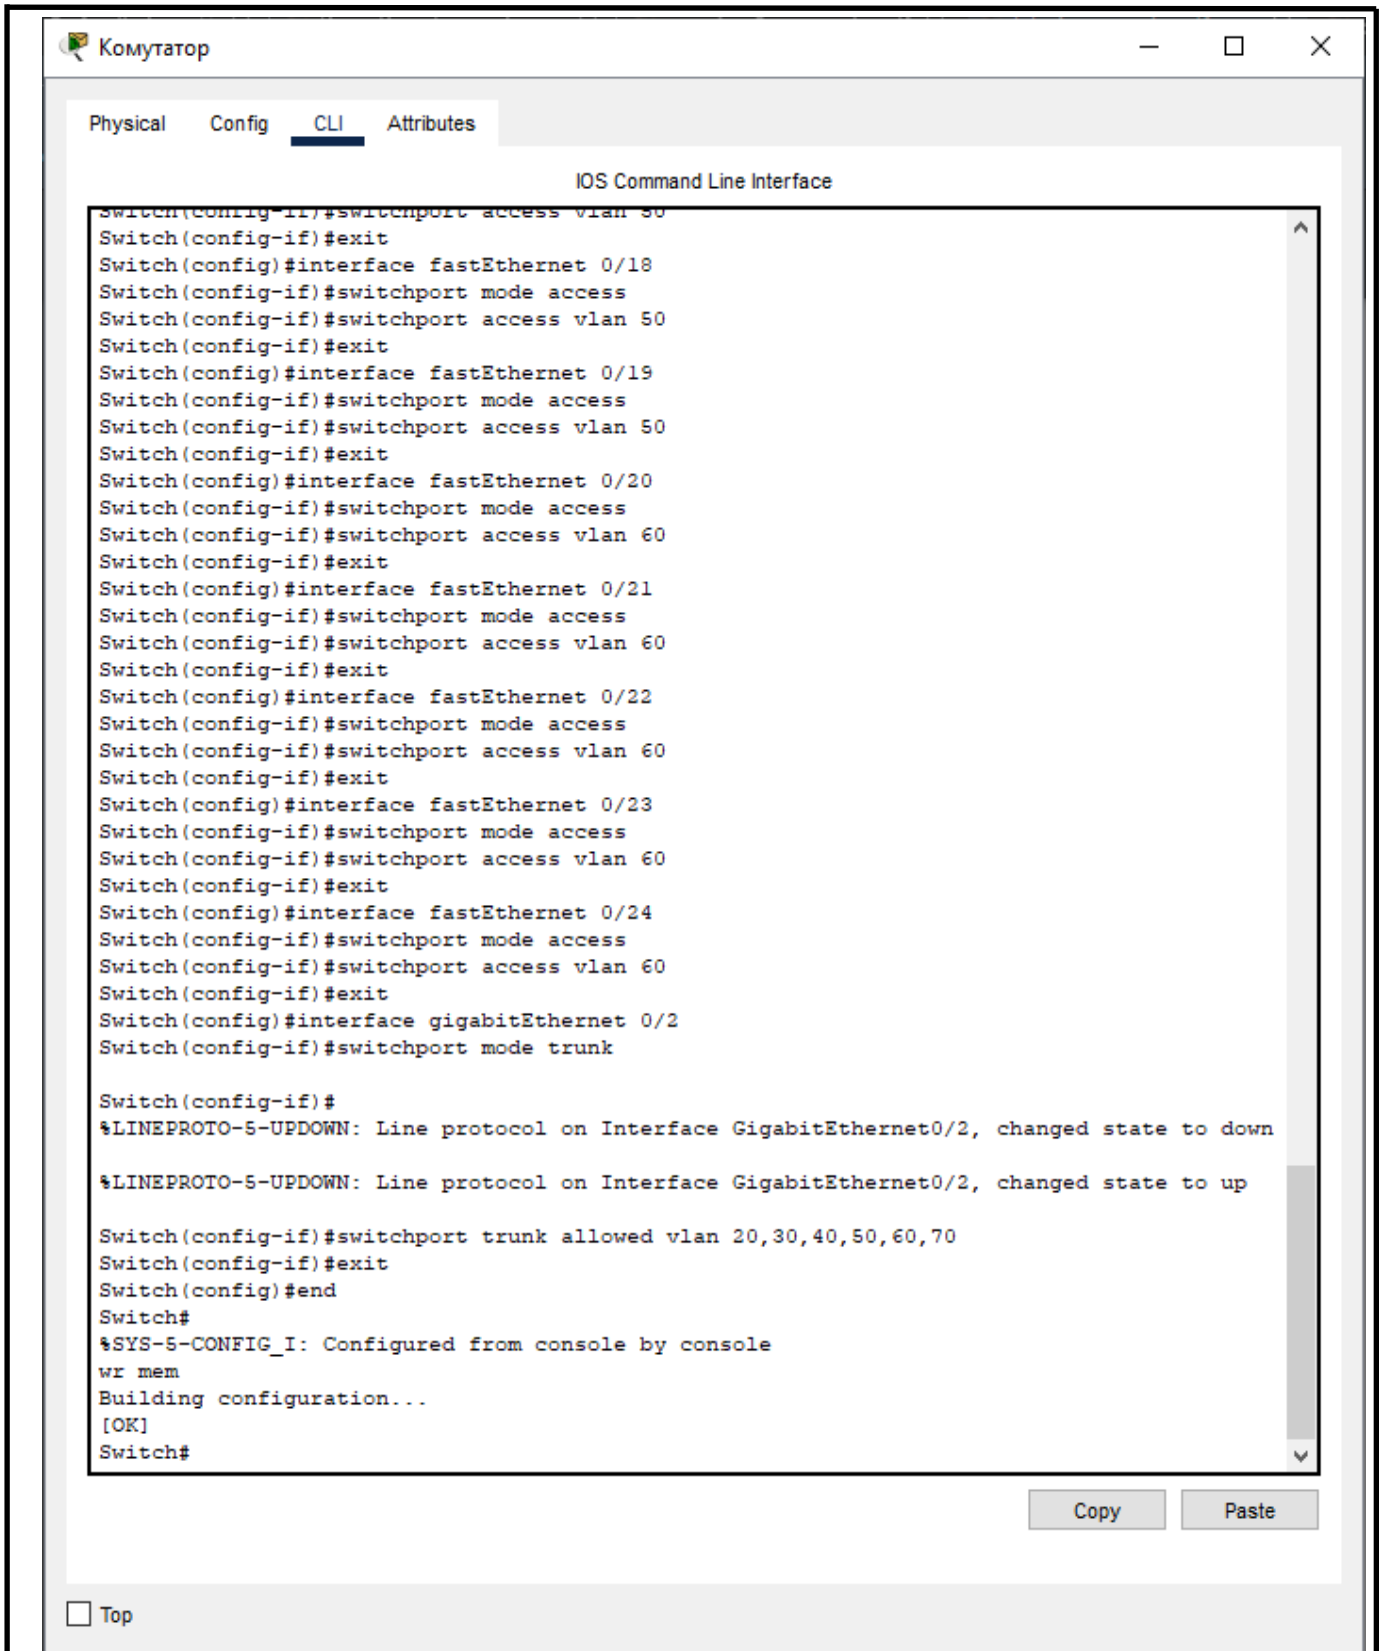 Комутатор
Physical Config CLI Attributes
IOS Command Line Interface
Switch(config-if)#switchport access vlan 50
Switch(config-if)#exit
Switch(config)#interface fastEthernet 0/18
Switch(config-if)#switchport mode access
Switch(config-if)#switchport access vlan 50
Switch(config-if)#exit
Switch(config)#interface fastEthernet 0/19
Switch(config-if)#switchport mode access
Switch(config-if)#switchport access vlan 50
Switch(config-if)#exit
Switch(config)#interface fastEthernet 0/20
Switch(config-if)#switchport mode access
Switch(config-if)#switchport access vlan 60
Switch(config-if)#exit
Switch(config)#interface fastEthernet 0/21
Switch(config-if)#switchport mode access
Switch(config-if)#switchport access vlan 60
Switch(config-if)#exit
Switch(config)#interface fastEthernet 0/22
Switch(config-if)#switchport mode access
Switch(config-if)#switchport access vlan 60
Switch(config-if)#exit
Switch(config)#interface fastEthernet 0/23
Switch(config-if)#switchport mode access
Switch(config-if)#switchport access vlan 60
Switch(config-if)#exit
Switch(config)#interface fastEthernet 0/24
Switch(config-if)#switchport mode access
Switch(config-if)#switchport access vlan 60
Switch(config-if)#exit
Switch(config)#interface gigabitEthernet 0/2
Switch(config-if)#switchport mode trunk
Switch(config-if)#
%LINEPROTO-5-UPDOWN: Line protocol on Interface GigabitEthernet0/2, changed state to down
%LINEPROTO-5-UPDOWN: Line protocol on Interface GigabitEthernet0/2, changed state to up
Switch(config-if)#switchport trunk allowed vlan 20,30,40,50,60,70
Switch(config-if)#exit
Switch(config)#end
Switch#
%SYS-5-CONFIG_I: Configured from console by console
wr mem
Building configuration...
[OK]
Switch#
Copy Paste
Top